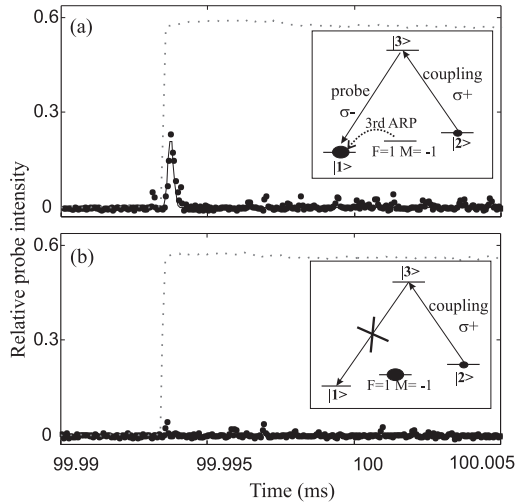 0.6
(a)
|3>
probe
σ-
coupling
σ+
3rd ARP
0.3
F=1 M= -1
|1>
|2>
0
Relative probe intensity
0.6
(b)
|3>
coupling
σ+
0.3
|1>
F=1 M= -1
|2>
0
99.99
99.995
100
100.005
Time (ms)